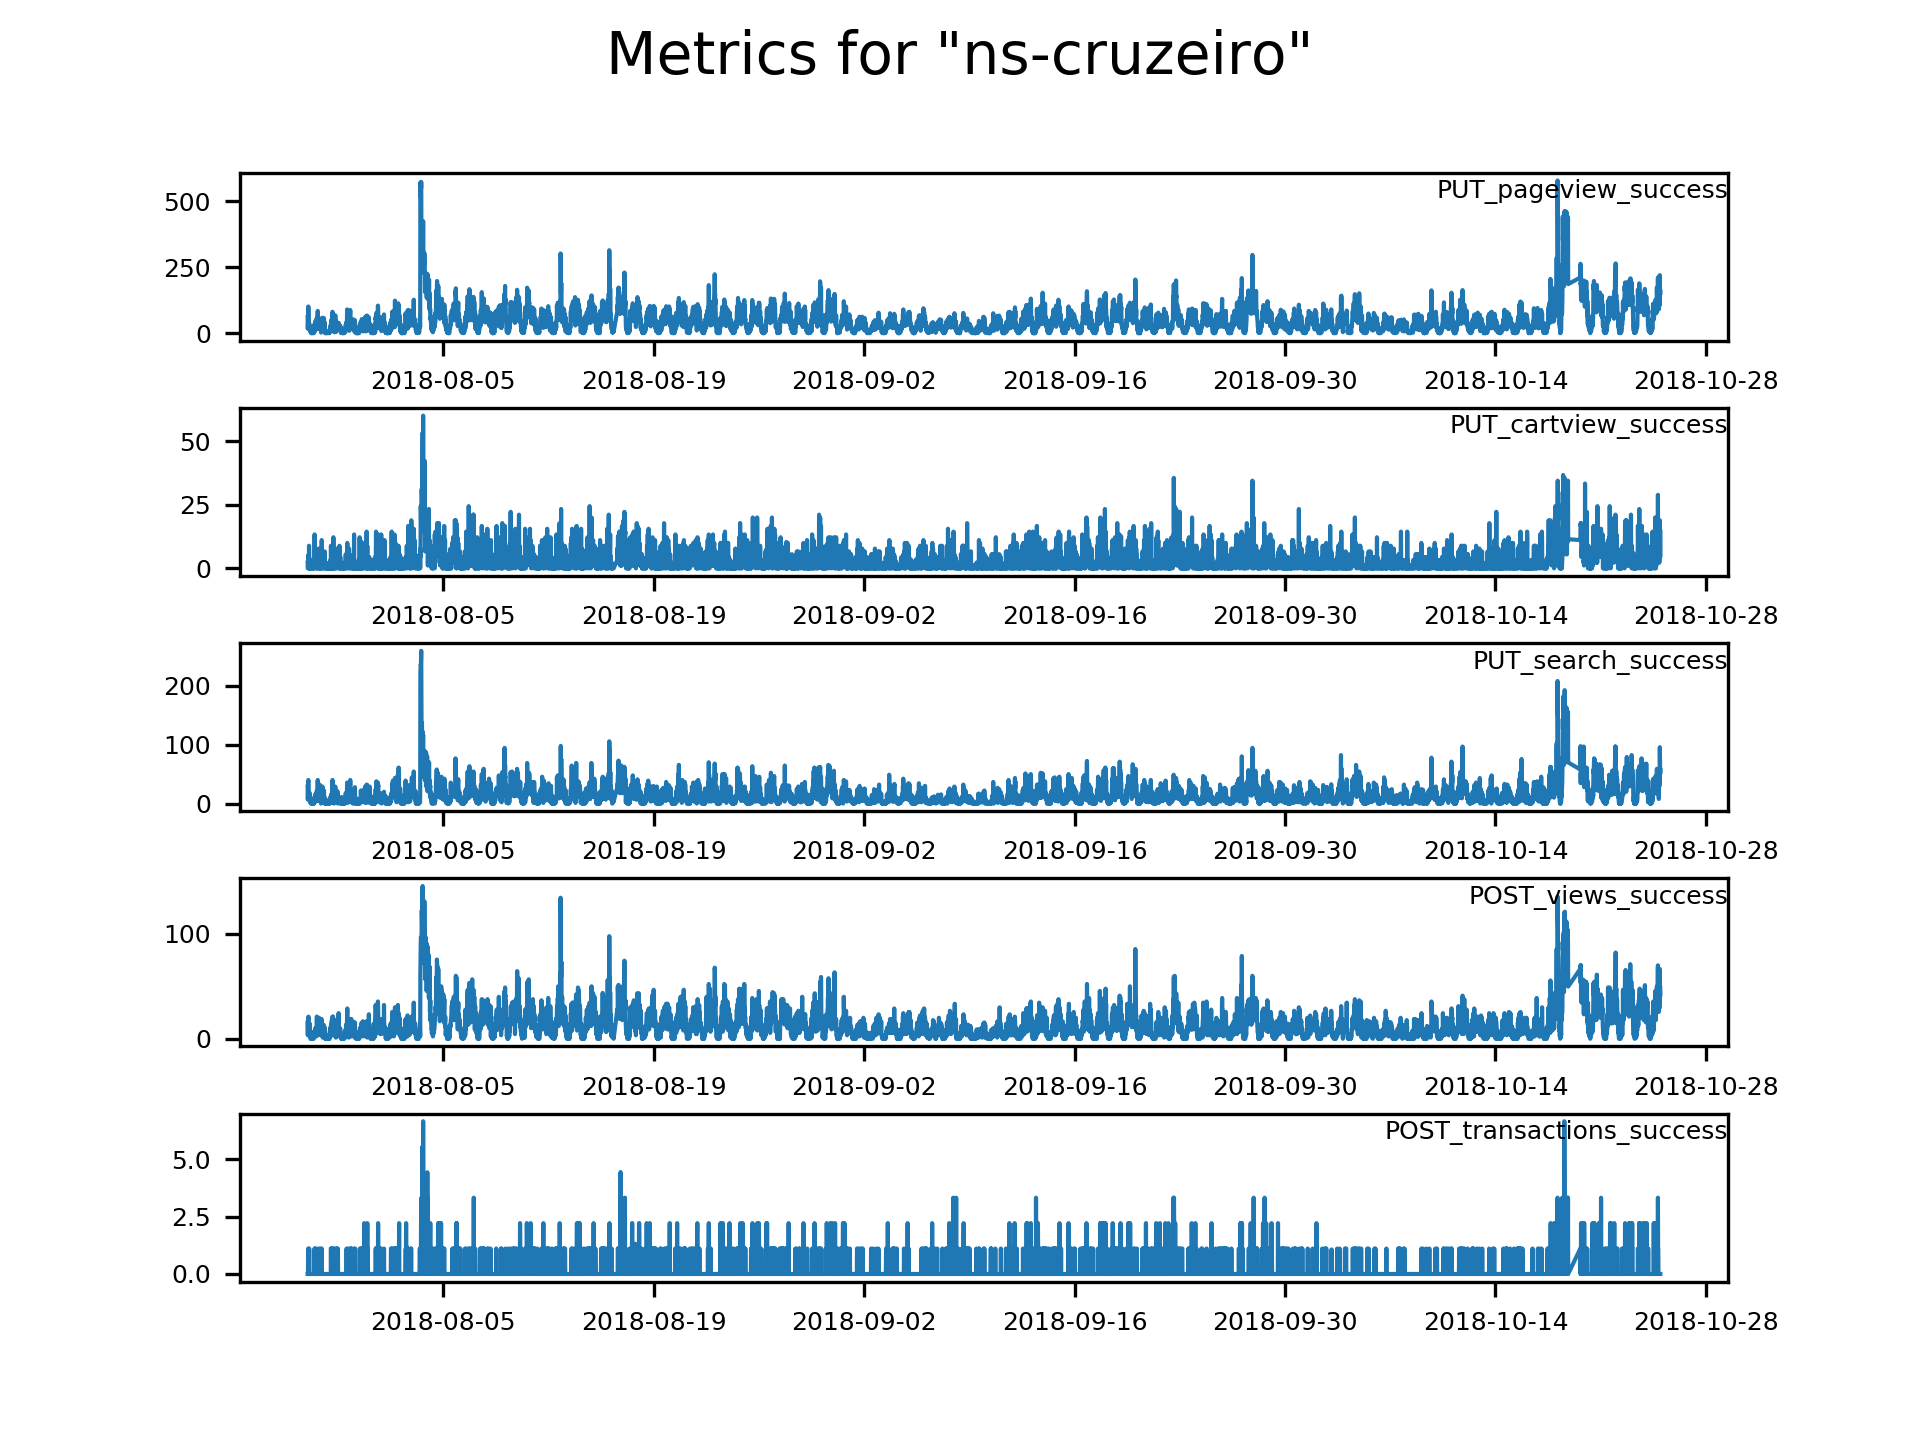 Metrics for "ns-cruzeiro"
PUT_pageview_success
500
250
0
2018-08-05 2018-08-19 2018-09-02 2018-09-16 2018-09-30 2018-10-14 2018-10-28
PUT_cartview_success
50
25
0
2018-08-05 2018-08-19 2018-09-02 2018-09-16 2018-09-30 2018-10-14 2018-10-28
PUT_search_success
200
100
0
2018-08-05 2018-08-19 2018-09-02 2018-09-16 2018-09-30 2018-10-14 2018-10-28
POST_views_success
100
0
2018-08-05 2018-08-19 2018-09-02 2018-09-16 2018-09-30 2018-10-14 2018-10-28
POST_transactions_success
5.0
2.5
0.0
2018-08-05 2018-08-19 2018-09-02 2018-09-16 2018-09-30 2018-10-14 2018-10-28